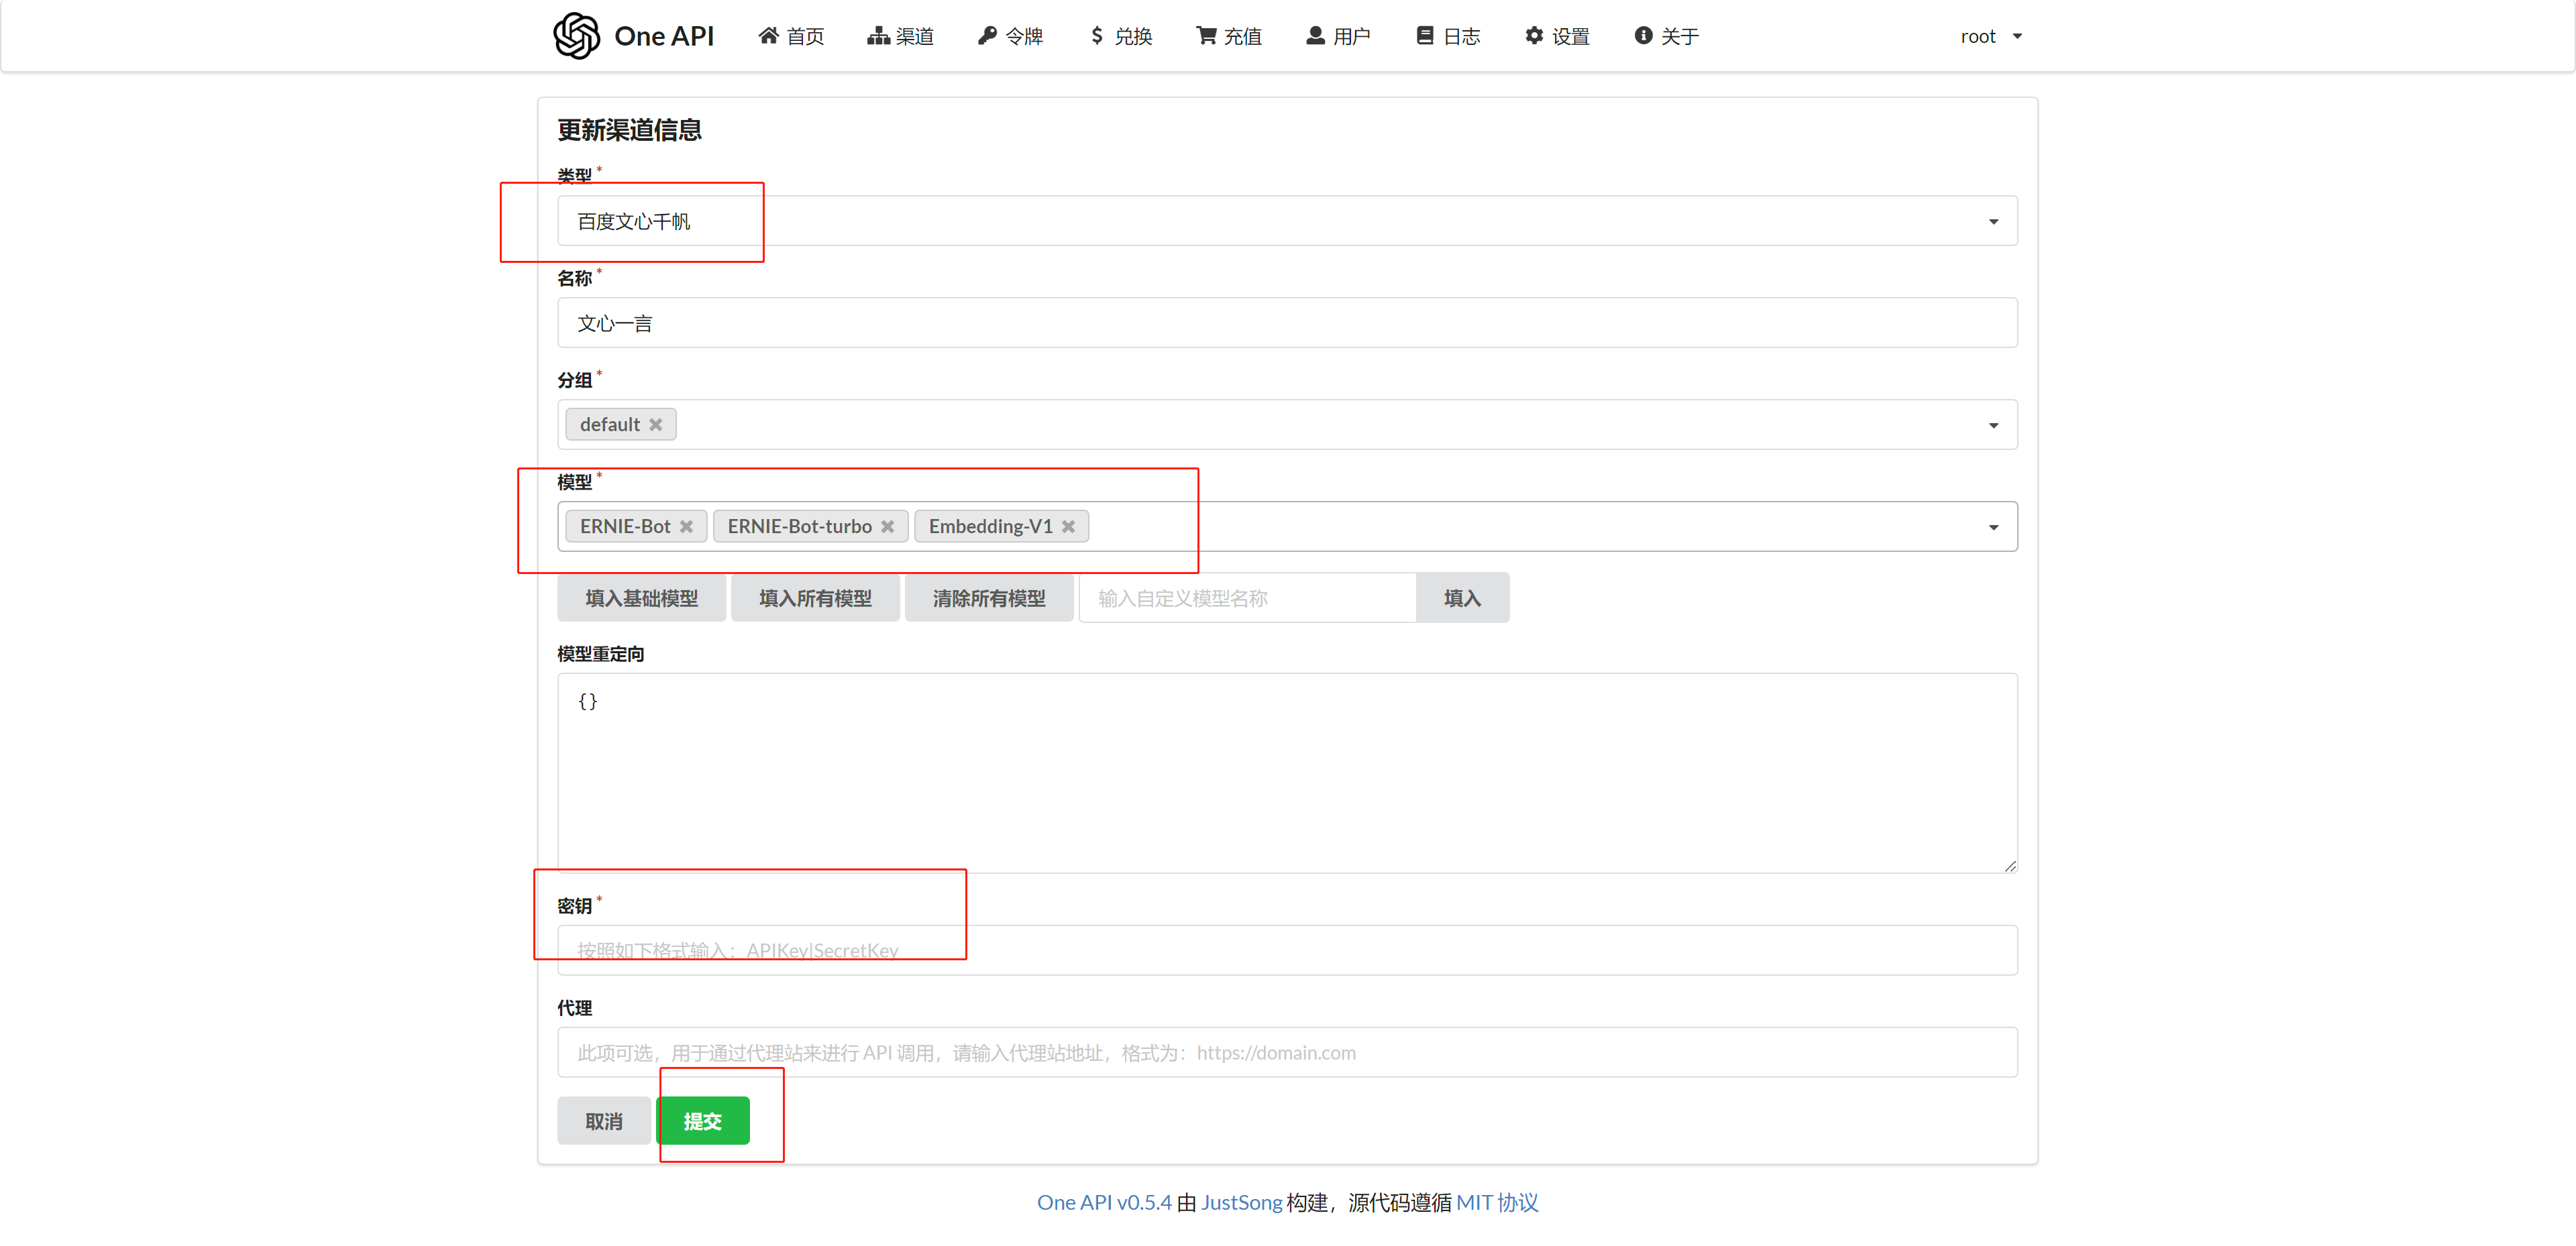 One API 首页 渠道 令牌 兑换 充值 用户 日志 设置 关于 root
更新渠道信息
类型*
百度文心千帆
名称*
文心一言
分组*
default
模型*
ERNIE-Bot ERNIE-Bot-turbo Embedding-V1
填入基础模型 填入所有模型 清除所有模型 输入自定义模型名称 填入
模型重定向
{}
密钥*
按照如下格式输入：APIKey|SecretKey
代理
此项可选，用于通过代理站来进行 API 调用，请输入代理站地址，格式为：https://domain.com
取消 提交
One API v0.5.4 由 JustSong 构建，源代码遵循 MIT 协议